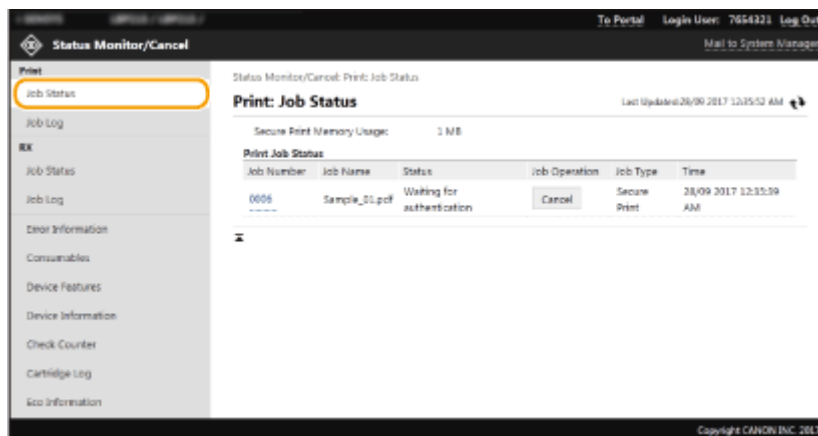 To Portal Login User: 7654321 Log Out
Status Monitor/Cancel
Mail to System Manager
Print
Job Status
Job Log
RX
Job Status
Job Log
Error Information
Consumables
Device Features
Device Information
Check Counter
Cartridge Log
Eco Information
Status Monitor/Cancel: Print: Job Status
Print: Job Status
Last Updated:28/09 2017 12:35:52 AM
Secure Print Memory Usage: 1 MB
Print Job Status
Job Number Job Name Status Job Operation Job Type Time
0006 Sample_01.pdf Waiting for authentication Cancel Secure Print 28/09 2017 12:35:39 AM
Copyright CANON INC. 2017